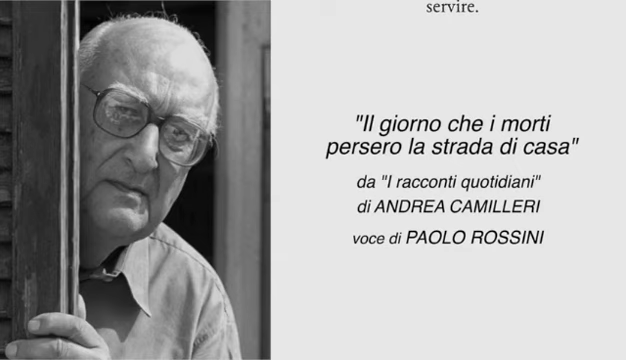 servire.
"Il giorno che i morti
persero la strada di casa"
da "I racconti quotidiani"
di ANDREA CAMILLERI
voce di PAOLO ROSSINI